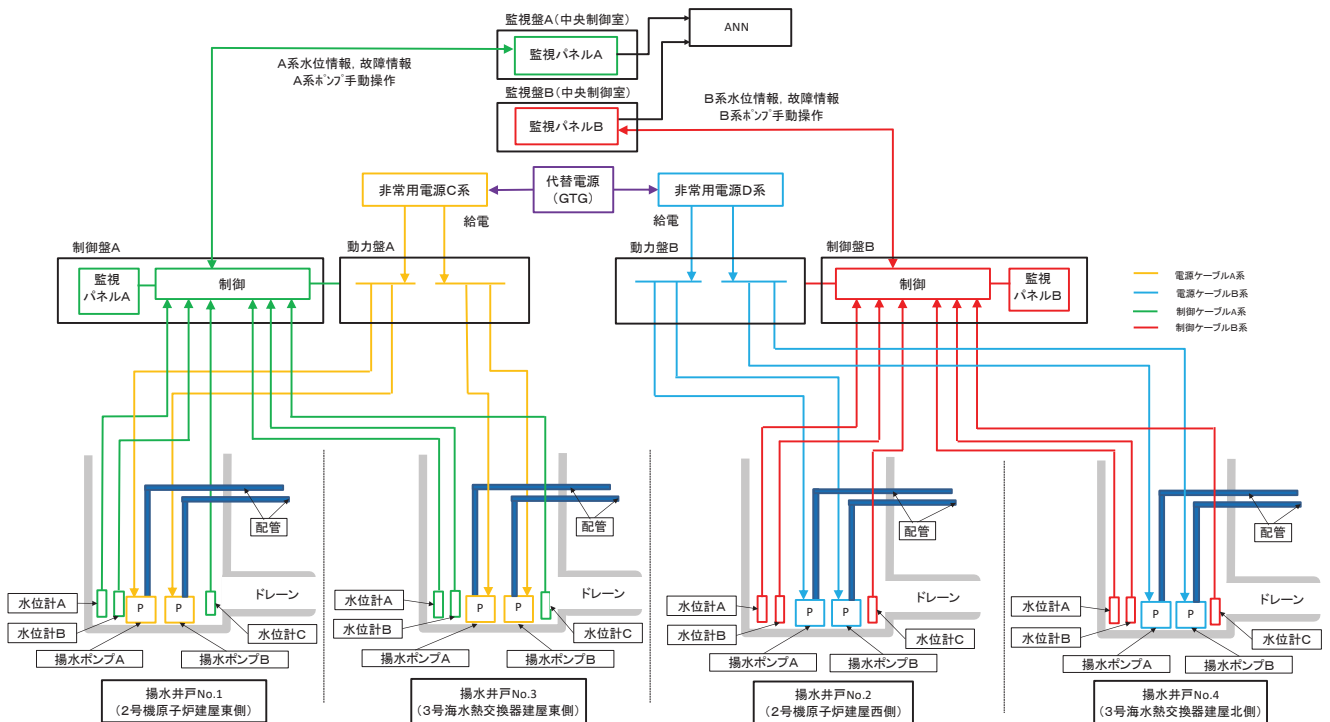 監視盤A(中央制御室)
監視パネルA
ANN
A系水位情報, 故障情報
A系ポンプ手動操作
監視盤B(中央制御室)
監視パネルB
B系水位情報, 故障情報
B系ポンプ手動操作
非常用電源C系
代替電源
(GTG)
非常用電源D系
給電
給電
制御盤A
監視
パネルA
制御
動力盤A
動力盤B
制御盤B
制御
監視
パネルB
電源ケーブルA系
電源ケーブルB系
制御ケーブルA系
制御ケーブルB系
配管
ドレーン
水位計A
水位計B
P
P
水位計C
揚水ポンプA
揚水ポンプB
揚水井戸No.1
(2号機原子炉建屋東側)
配管
ドレーン
水位計A
水位計B
P
P
水位計C
揚水ポンプA
揚水ポンプB
揚水井戸No.3
(3号海水熱交換器建屋東側)
配管
ドレーン
水位計A
水位計B
P
P
水位計C
揚水ポンプA
揚水ポンプB
揚水井戸No.2
(2号機原子炉建屋西側)
配管
ドレーン
水位計A
水位計B
P
P
水位計C
揚水ポンプA
揚水ポンプB
揚水井戸No.4
(3号海水熱交換器建屋北側)